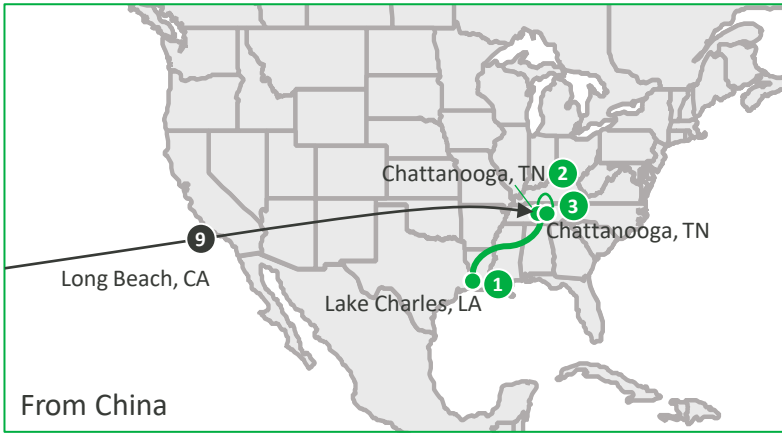 Chattanooga, TN 2
3
Chattanooga, TN
9
Long Beach, CA
1
Lake Charles, LA
From China